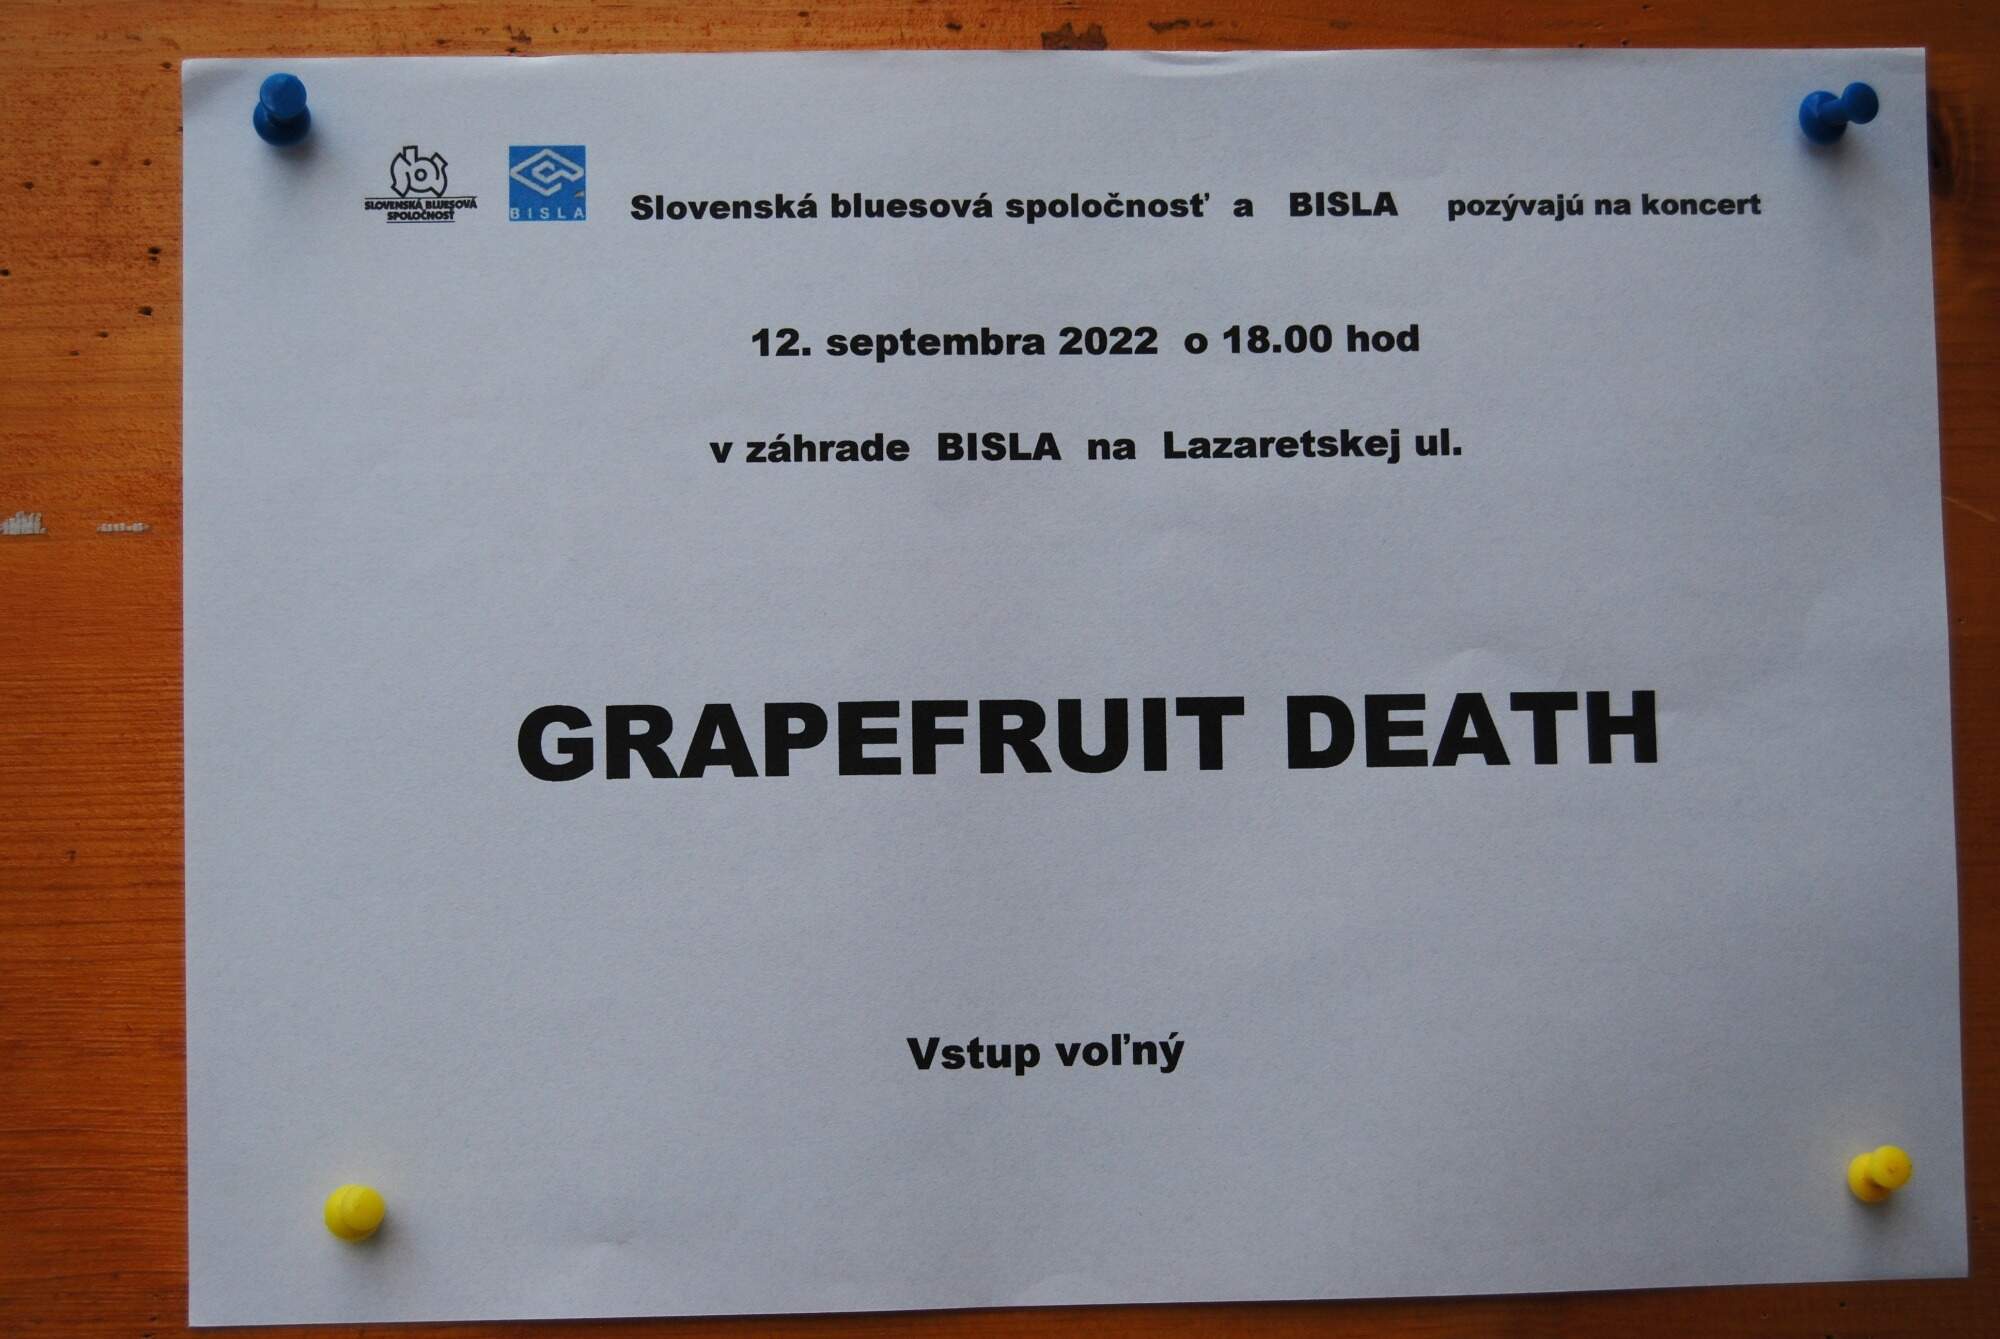 SLOVENSKÁ BLUESOVÁ
SPOLOČNOSŤ
BISLA
Slovenská bluesová spoločnosť a BISLA pozývajú na koncert
12. septembra 2022 o 18.00 hod
v záhrade BISLA na Lazaretskej ul.
GRAPEFRUIT DEATH
Vstup voľný